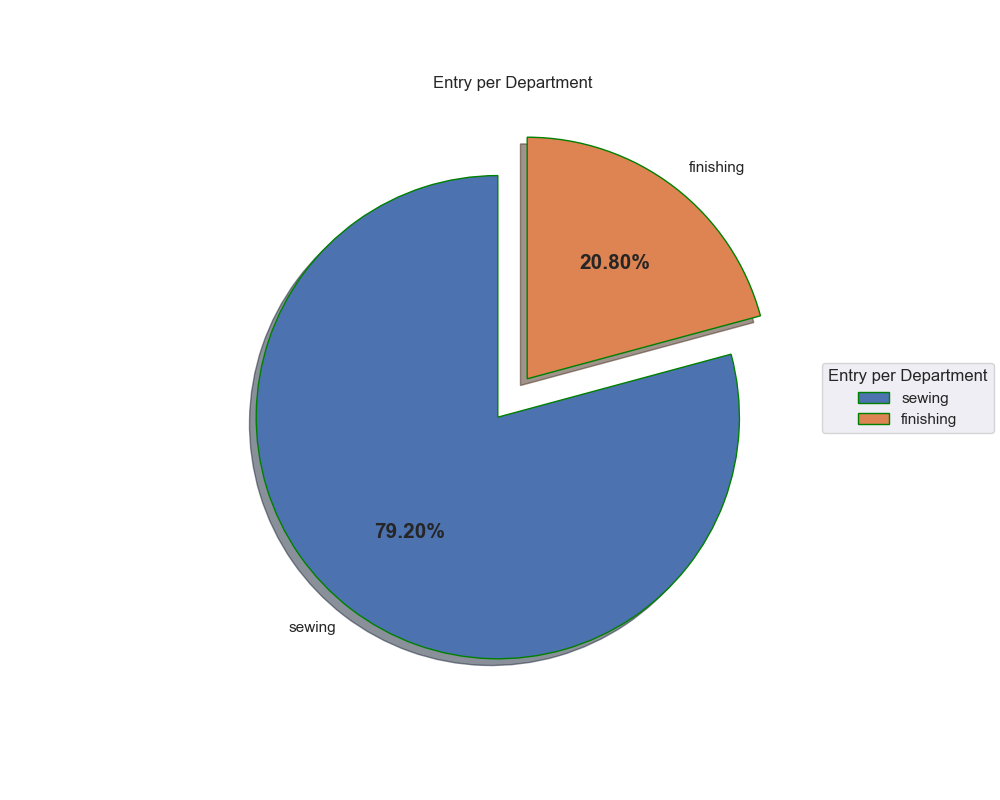 Entry per Department
finishing
20.80%
Entry per Department
sewing
finishing
79.20%
sewing